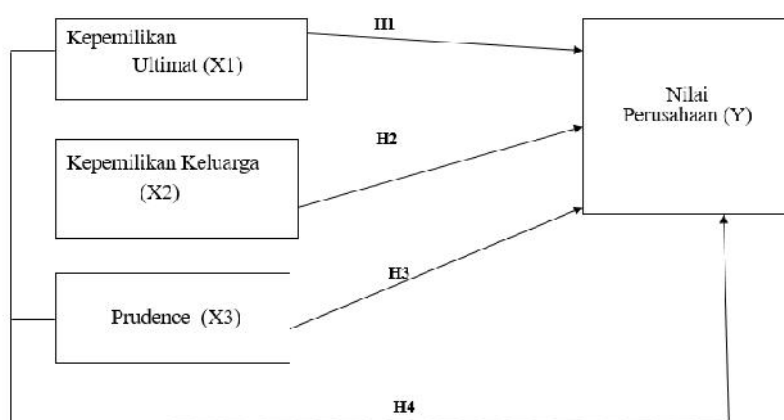 Kepemilikan
Ultimat (X1)
H1
Nilai
Perusahaan (Y)
Kepemilikan Keluarga
(X2)
H2
Prudence (X3)
H3
H4